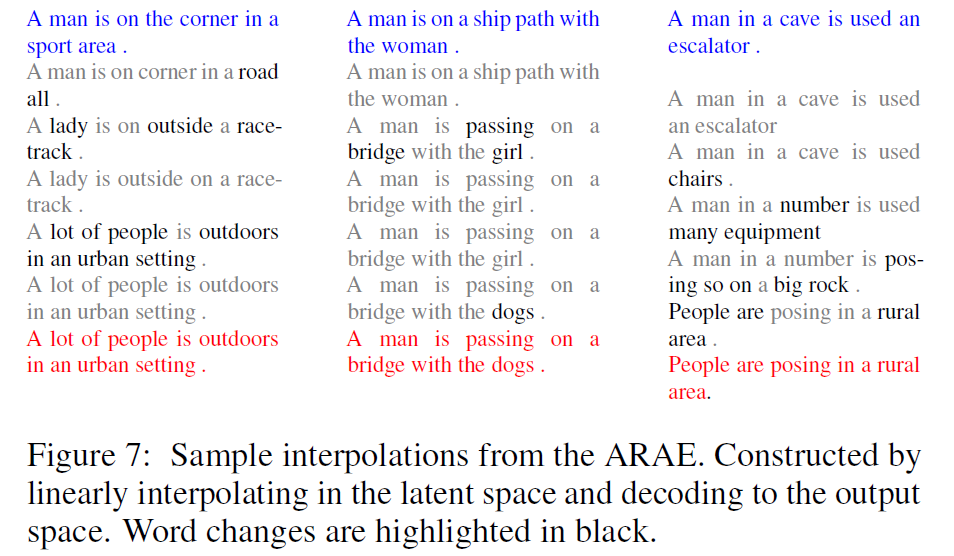 A man is on the corner in a
sport area .
A man is on corner in a road
all .
A lady is on outside a race-
track .
A lady is outside on a race-
track .
A lot of people is outdoors
in an urban setting .
A lot of people is outdoors
in an urban setting .
A lot of people is outdoors
in an urban setting .
A man is on a ship path with
the woman .
A man is on a ship path with
the woman .
A man is passing on a
bridge with the girl .
A man is passing on a
bridge with the girl .
A man is passing on a
bridge with the girl .
A man is passing on a
bridge with the dogs .
A man is passing on a
bridge with the dogs .
A man in a cave is used an
escalator .
A man in a cave is used
an escalator
A man in a cave is used
chairs .
A man in a number is used
many equipment
A man in a number is pos-
ing so on a big rock .
People are posing in a rural
area .
People are posing in a rural
area.
Figure 7: Sample interpolations from the ARAE. Constructed by
linearly interpolating in the latent space and decoding to the output
space. Word changes are highlighted in black.